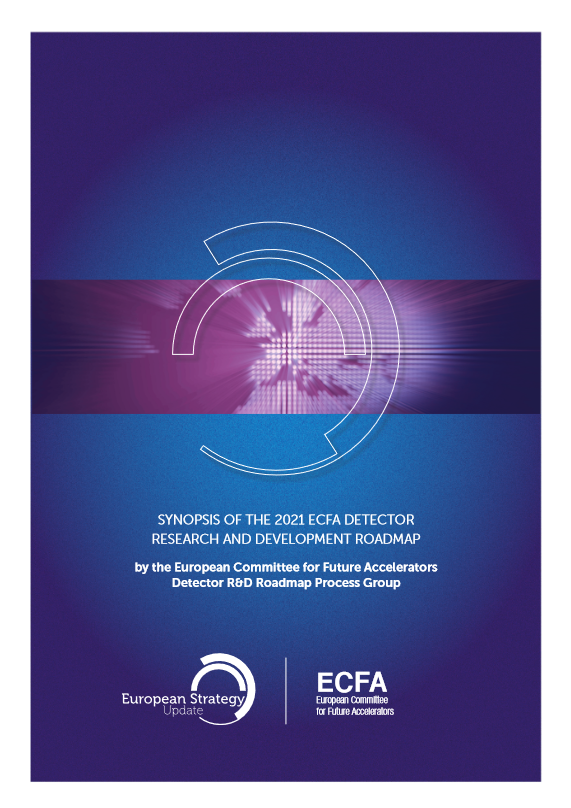 SYNOPSIS OF THE 2021 ECFA DETECTOR
RESEARCH AND DEVELOPMENT ROADMAP
by the European Committee for Future Accelerators
Detector R&D Roadmap Process Group
European Strategy
Update
ECFA
European Committee
for Future Accelerators